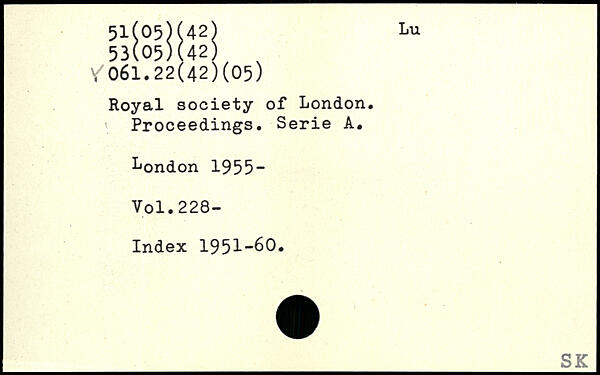 51(05)(42) Lu
53(05)(42)
061.22(42)(05)
Royal society of London.
Proceedings. Serie A.
London 1955-
Vol.228-
Index 1951-60.
SK